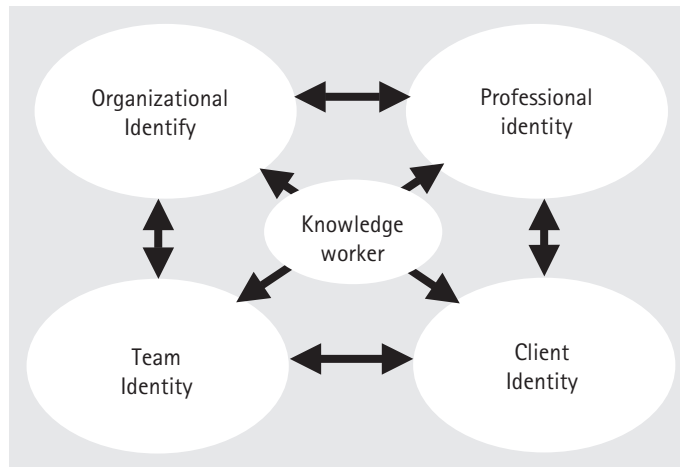 Organizational
Identify
Professional
identity
Knowledge
worker
Team
Identity
Client
Identity